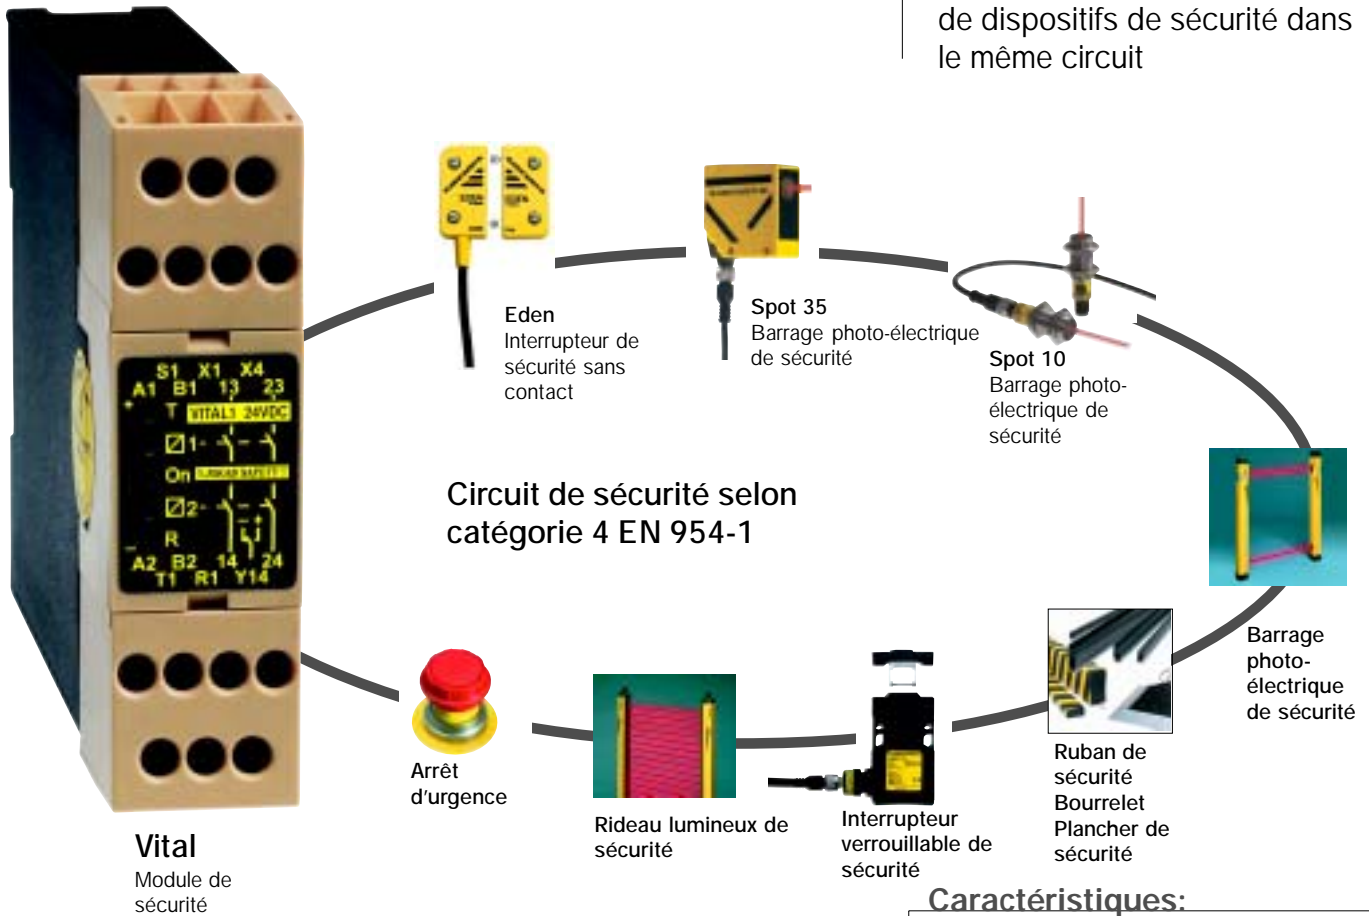 de dispositifs de sécurité dans
le même circuit
Eden
Interrupteur de
sécurité sans
contact
Spot 35
Barrage photo-électrique
de sécurité
Spot 10
Barrage photo-
électrique de
sécurité
S1 X1 X4
A1 B1 13 23
+
T VITAL1 24VDC
1
On
2
R
–
A2 B2 14 24
T1 R1 Y14
Circuit de sécurité selon
catégorie 4 EN 954-1
Barrage
photo-
électrique
de sécurité
Arrêt
d'urgence
Rideau lumineux de
sécurité
Interrupteur
verrouillable de
sécurité
Ruban de
sécurité
Bourrelet
Plancher de
sécurité
Vital
Module de
sécurité
Caractéristiques: